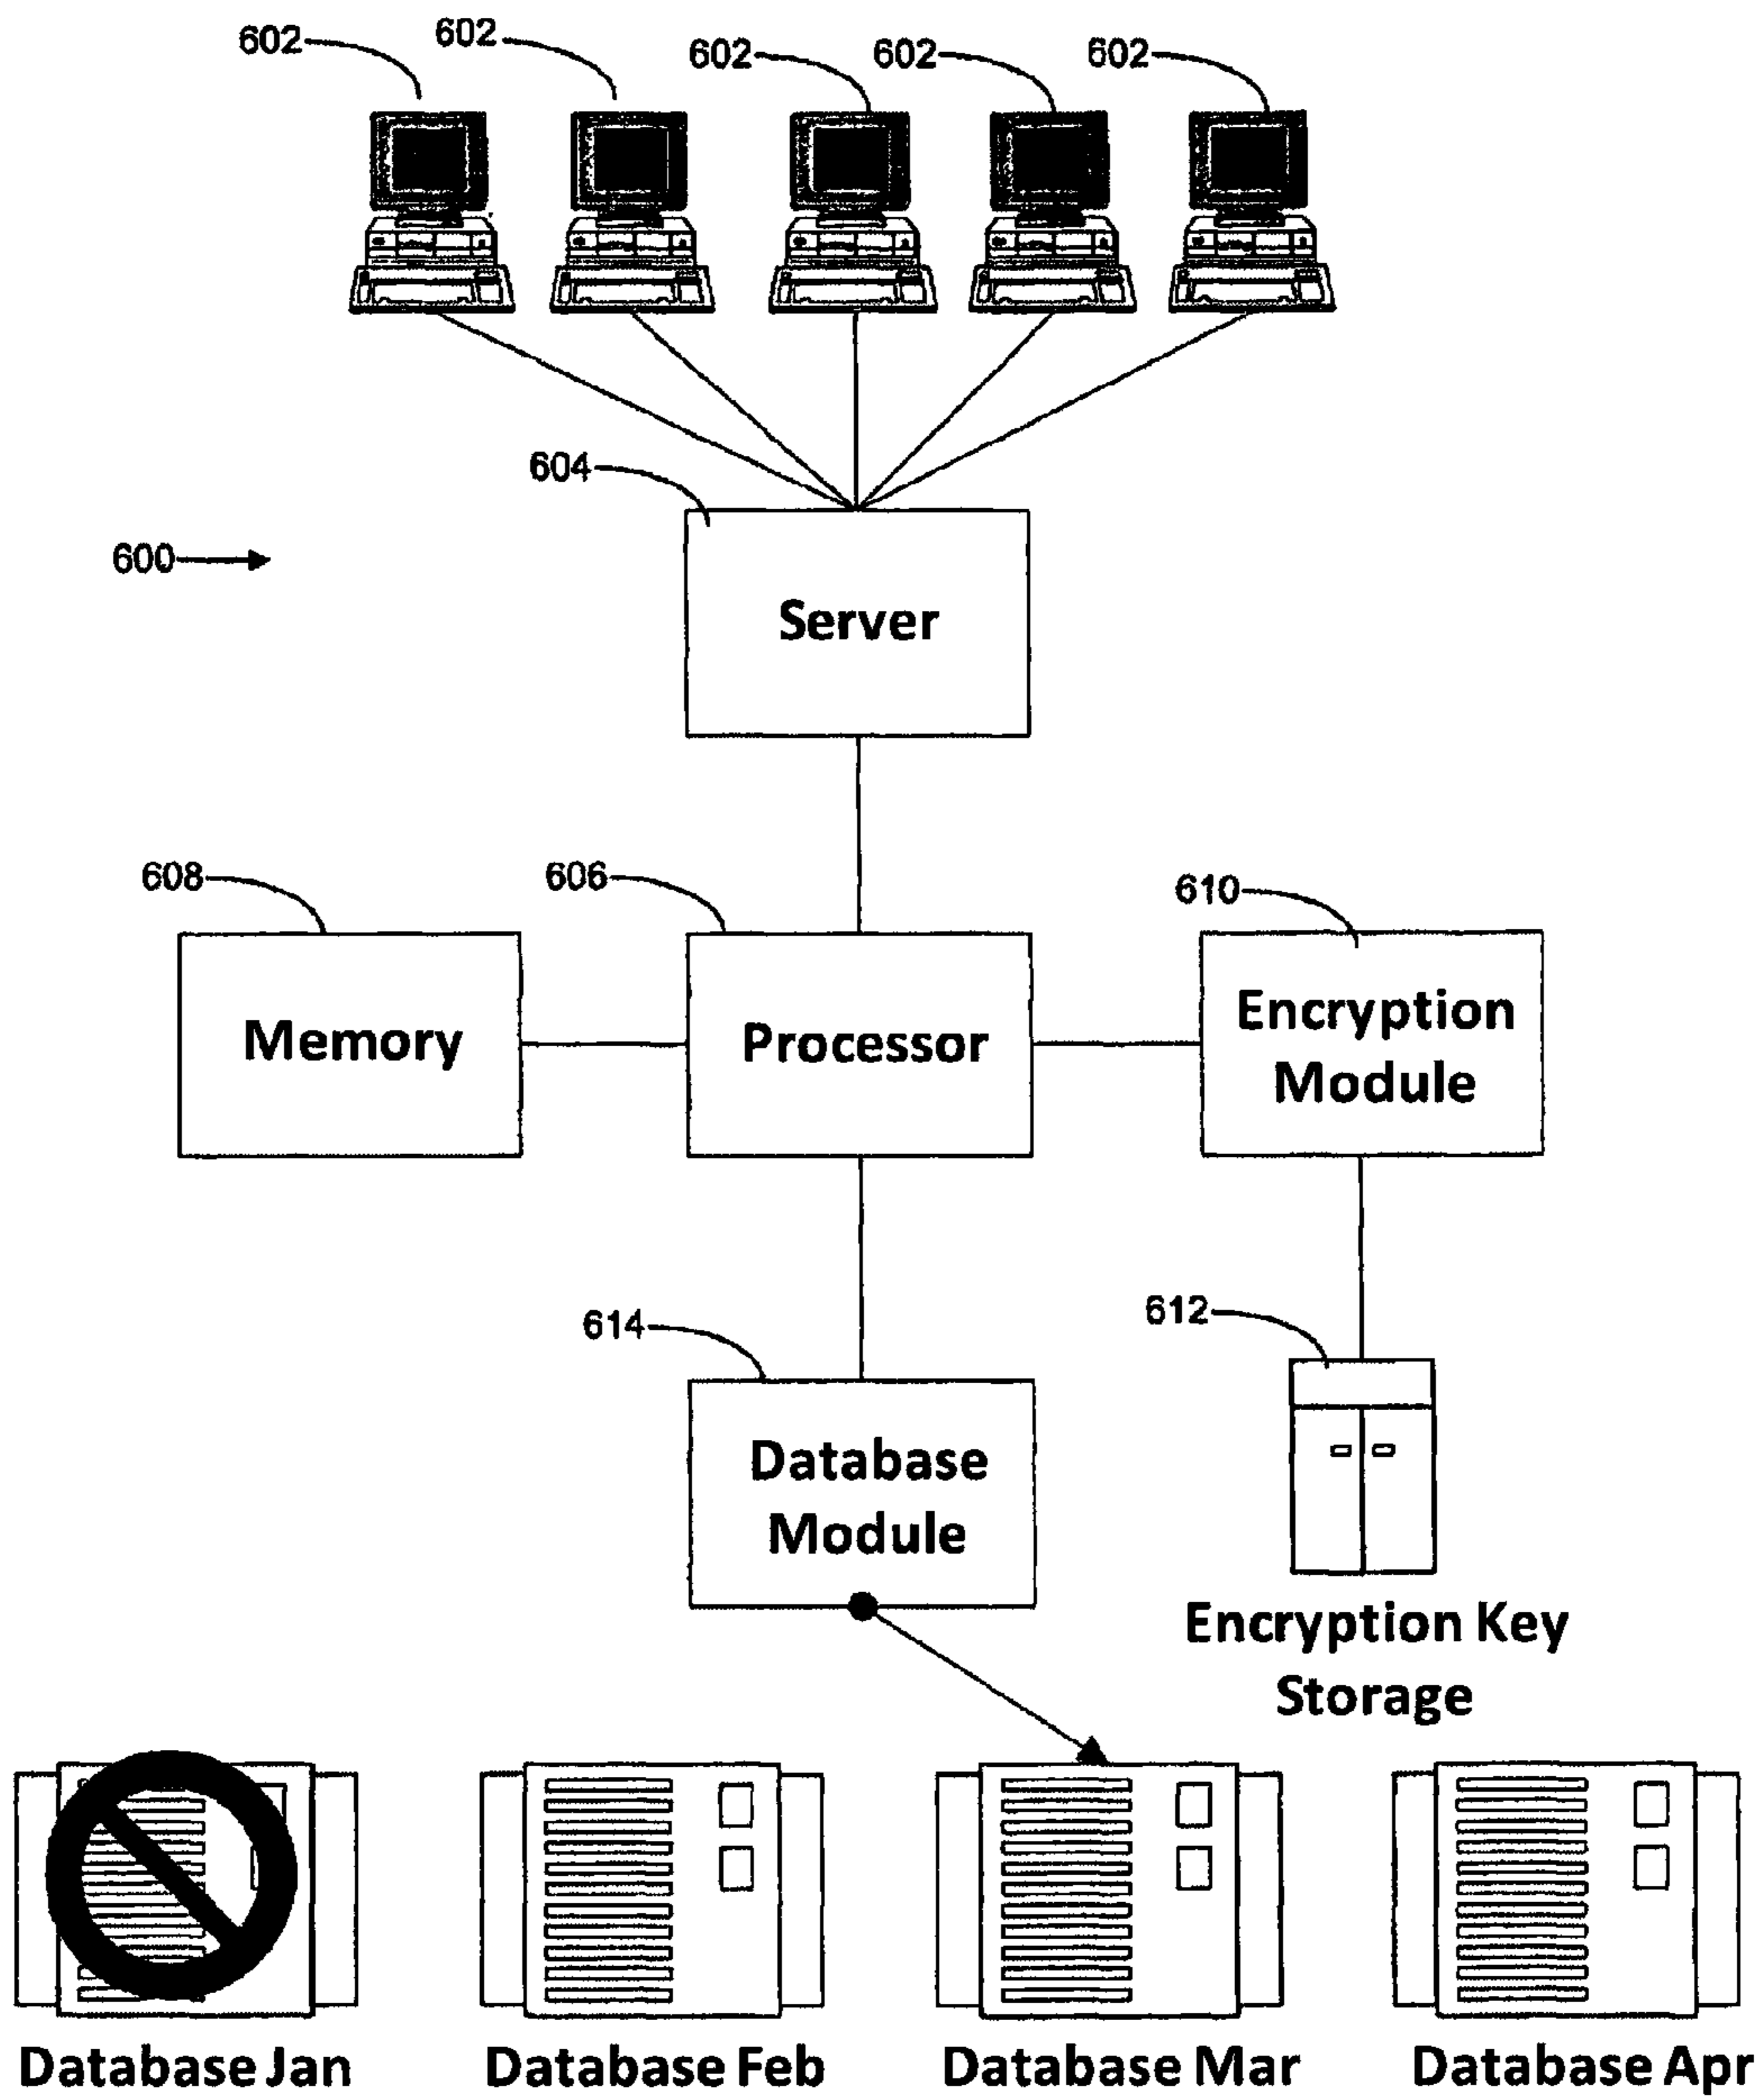 602
602
602
602
602
604
600
Server
608
606
610
Memory
Processor
Encryption
Module
614
612
Database
Module
Encryption Key
Storage
Database Jan
Database Feb
Database Mar
Database Apr